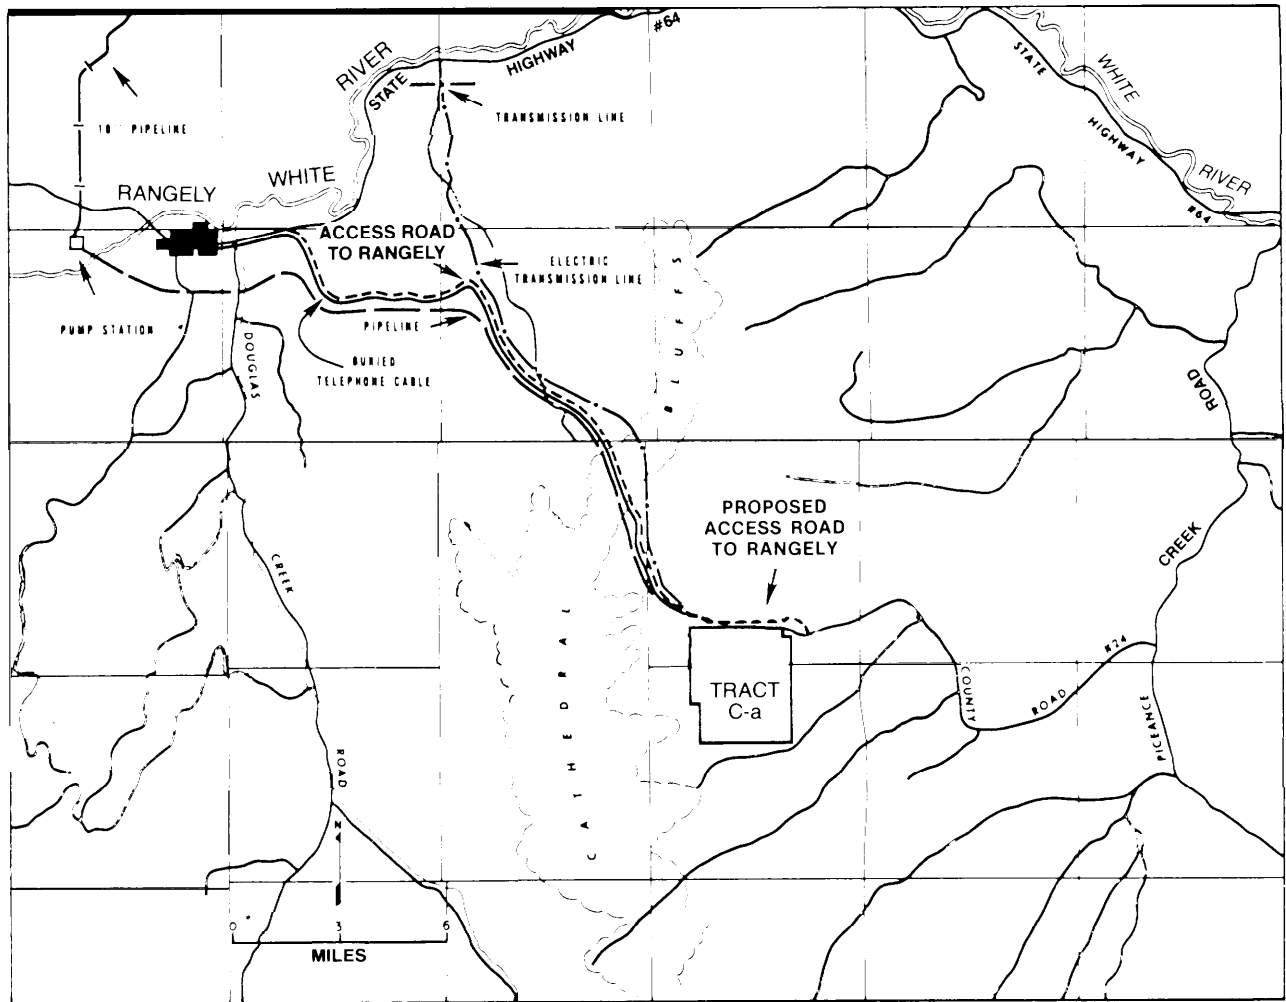 #64
HIGHWAY
STATE
RIVER
WHITE
STATE
HIGHWAY
WHITE
RIVER
#64
TRANSMISSION LINE
10" PIPELINE
RANGELY
ACCESS ROAD
TO RANGELY
ELECTRIC
TRANSMISSION LINE
PUMP STATION
PIPELINE
BURIED
TELEPHONE CABLE
DOUGLAS
CREEK
ROAD
CATHEDRAL
BLUFFS
PROPOSED
ACCESS ROAD
TO RANGELY
TRACT
C-a
COUNTY
ROAD
#24
PICEANCE
CREEK
ROAD
N
0 3 6
MILES